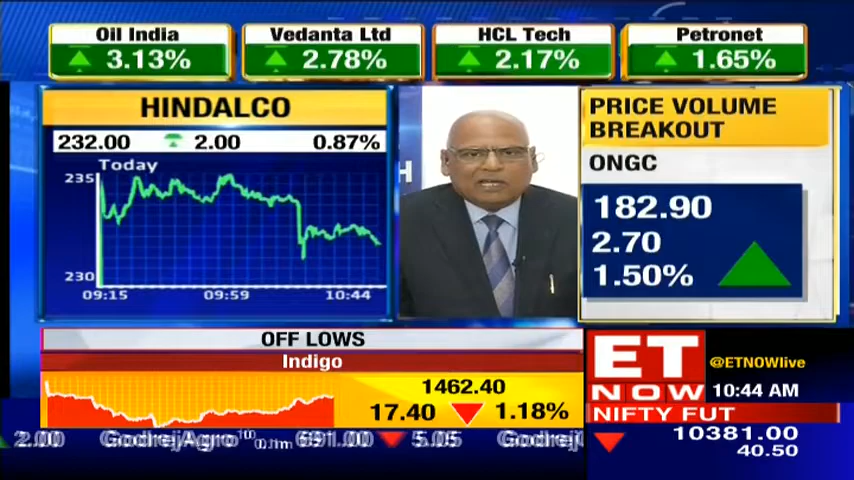 Oil India
3.13%
Vedanta Ltd
2.78%
HCL Tech
2.17%
Petronet
1.65%
HINDALCO
232.00 2.00 0.87%
Today
235
230
09:15 09:59 10:44
H
PRICE VOLUME
BREAKOUT
ONGC
182.90
2.70
1.50%
OFF LOWS
Indigo
1462.40
17.40 1.18%
ET
NOW
@ETNOWlive
10:44 AM
NIFTY FUT
10381.00
40.50
2.00 GodrejAgro 691.00 5.05 GodrejC